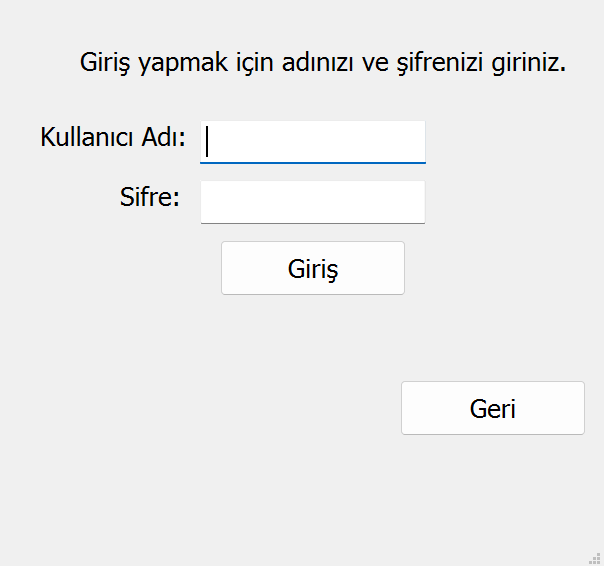 Giriş yapmak için adınızı ve şifrenizi giriniz.
Kullanıcı Adı:
Sifre:
Giriş
Geri